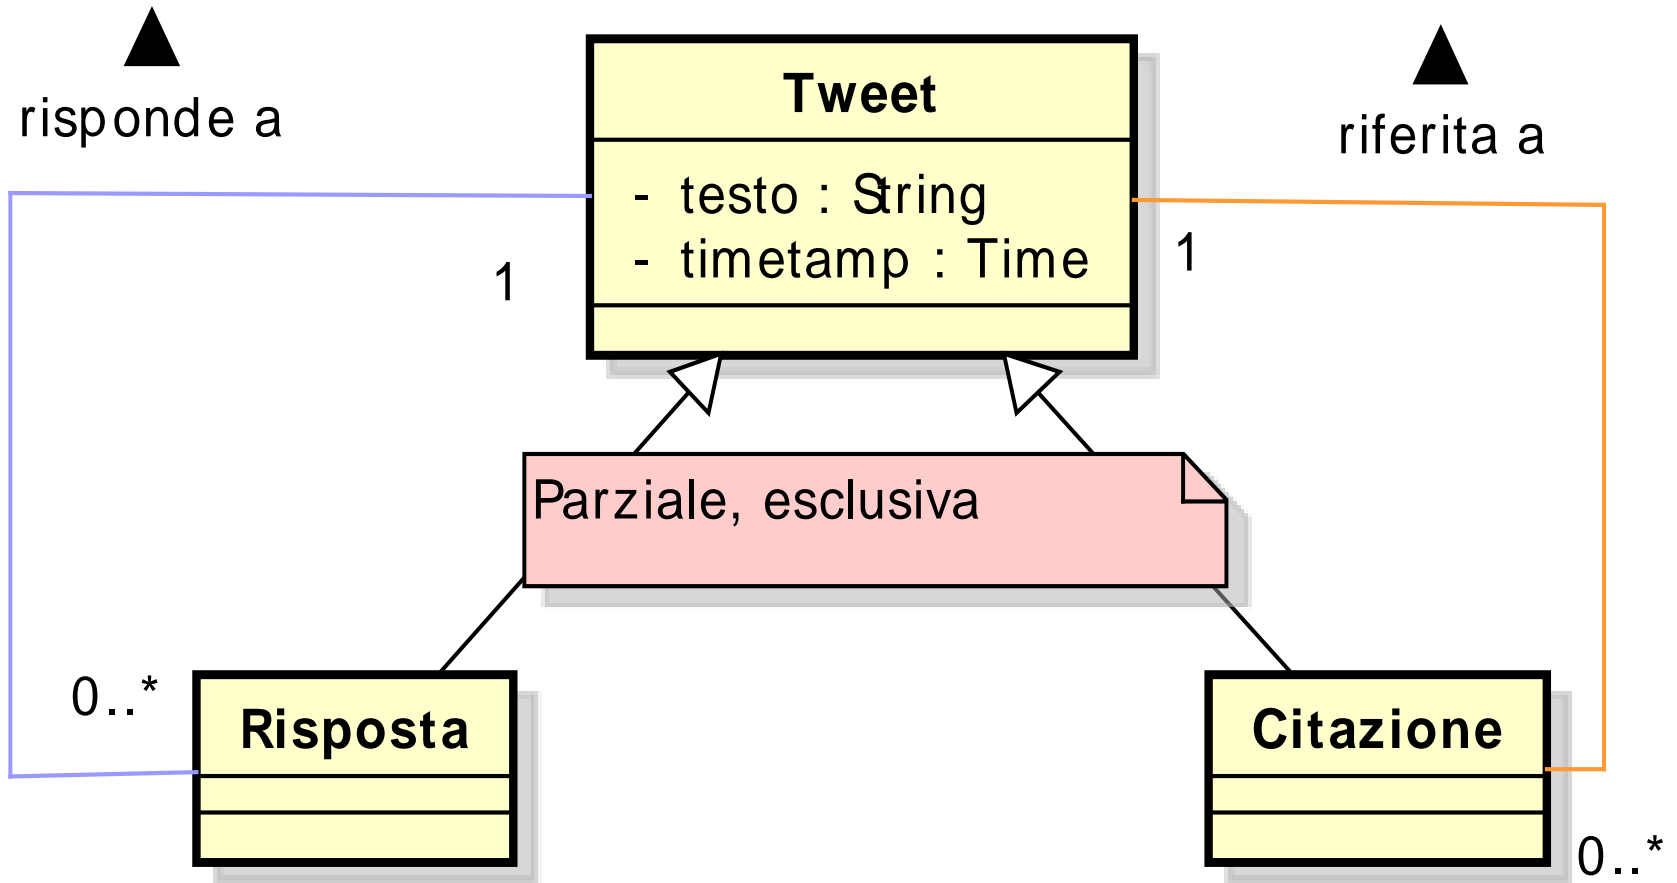 risponde a
Tweet
riferita a
- testo : String
- timetamp : Time
1
1
Parziale, esclusiva
0..*
Risposta
Citazione
0..*